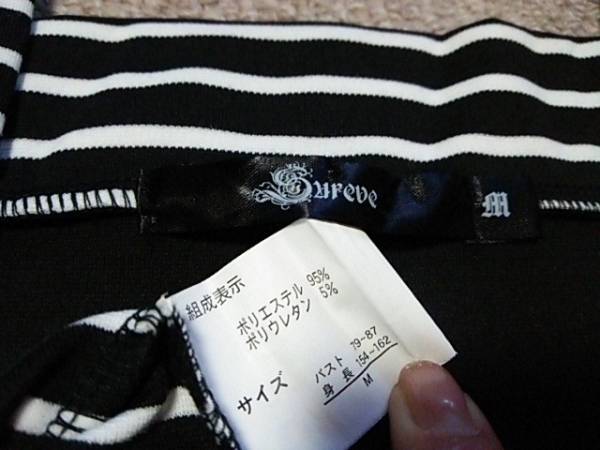 Sureve
M
組成表示
ポリエステル 95%
ポリウレタン 5%
サイズ
バスト 79-87
身長 154-162
M